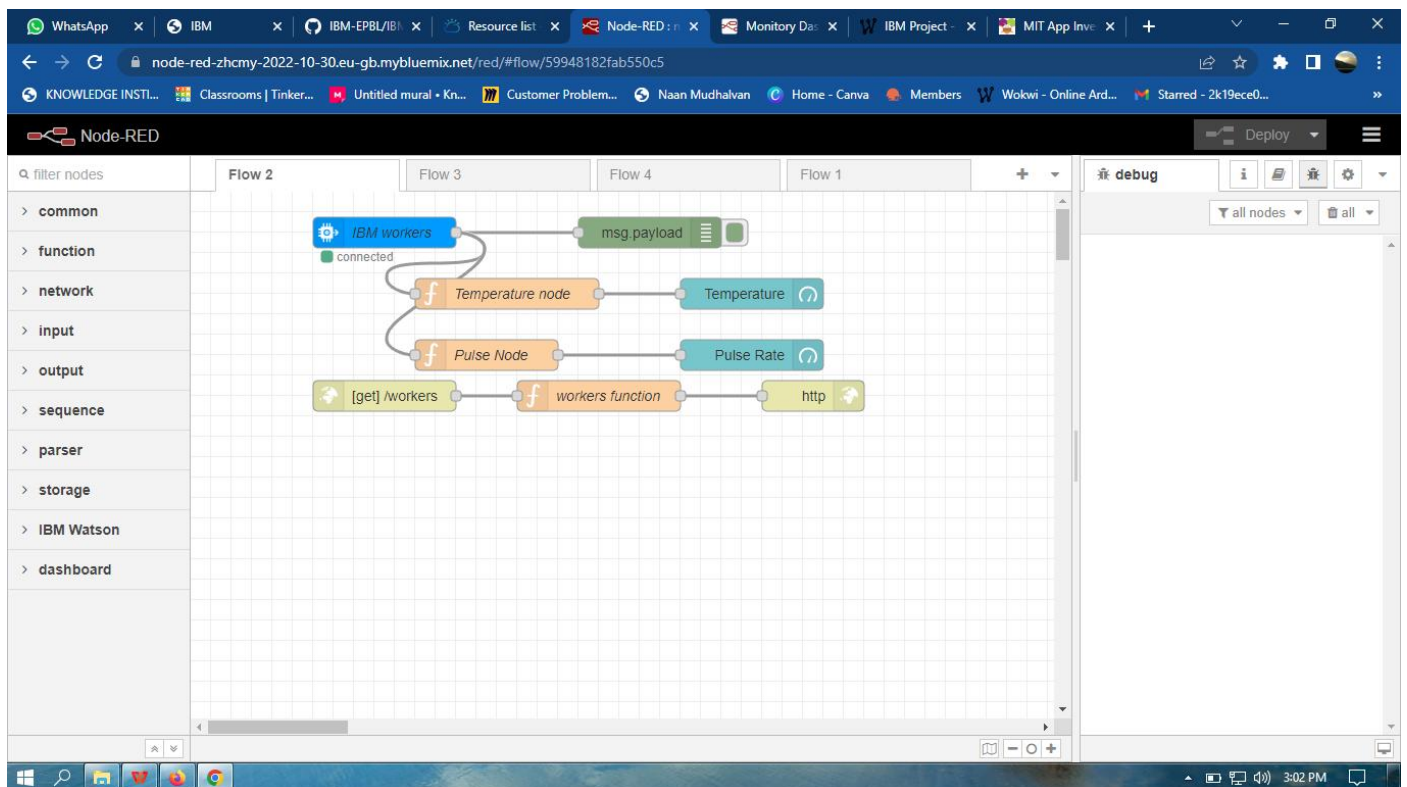 WhatsApp
IBM
IBM-EPBL/IBN
Resource list
Node-RED : n
Monitory Das
IBM Project -
MIT App Inve
node-red-zhcmy-2022-10-30.eu-gb.mybluemix.net/red/#flow/59948182fab550c5
KNOWLEDGE INSTI...
Classrooms | Tinker...
Untitled mural • Kn...
Customer Problem...
Naan Mudhalvan
Home - Canva
Members
Wokwi - Online Ard...
Starred - 2k19ece0...
Node-RED
Deploy
filter nodes
Flow 2
Flow 3
Flow 4
Flow 1
debug
all nodes
all
common
function
network
input
output
sequence
parser
storage
IBM Watson
dashboard
IBM workers
connected
msg.payload
Temperature node
Temperature
Pulse Node
Pulse Rate
[get] /workers
workers function
http
3:02 PM